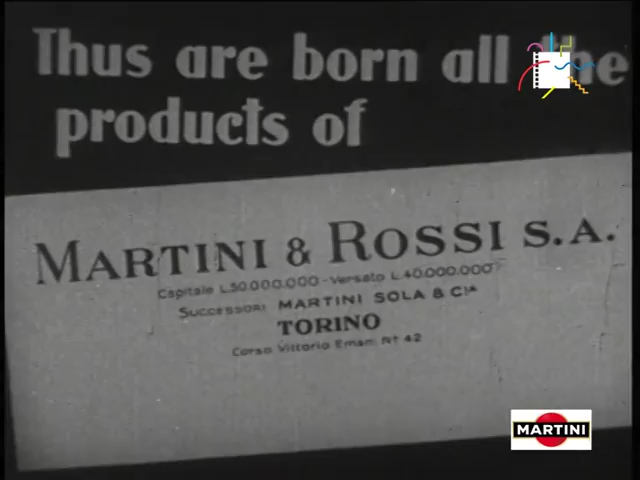 Thus are born all the
products of
MARTINI & ROSSI S.A.
Capitale L.50.000.000 - Versato L.40.000.000
SUCCESSORI MARTINI SOLA & Cia
TORINO
Corso Vittorio Eman. No 42
MARTINI